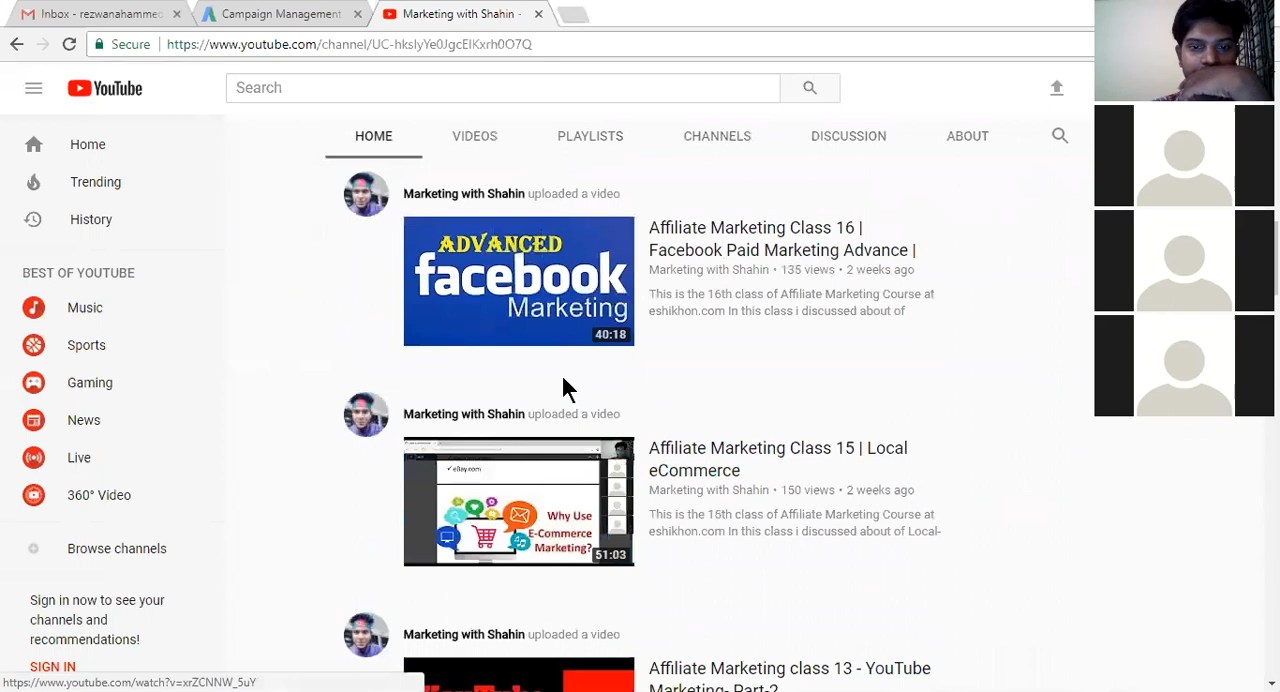 Inbox - rezwanahammed
Campaign Management
Marketing with Shahin -
Secure
YouTube
Search
Home
Trending
History
BEST OF YOUTUBE
Music
Sports
Gaming
News
Live
360° Video
Browse channels
Sign in now to see your
channels and
recommendations!
SIGN IN
HOME
VIDEOS
PLAYLISTS
CHANNELS
DISCUSSION
ABOUT
Marketing with Shahin uploaded a video
ADVANCED
facebook
Marketing
40:18
Affiliate Marketing Class 16 |
Facebook Paid Marketing Advance |
Marketing with Shahin • 135 views • 2 weeks ago
This is the 16th class of Affiliate Marketing Course at
eshikhon.com In this class i discussed about of
Marketing with Shahin uploaded a video
eBay.com
Why Use
E-Commerce
Marketing?
51:03
Affiliate Marketing Class 15 | Local
eCommerce
Marketing with Shahin • 150 views • 2 weeks ago
This is the 15th class of Affiliate Marketing Course at
eshikhon.com In this class i discussed about of Local-
Marketing with Shahin uploaded a video
Affiliate Marketing class 13 - YouTube
Marketing- Part-2
https://www.youtube.com/watch?v=xrZCNNW_5uY